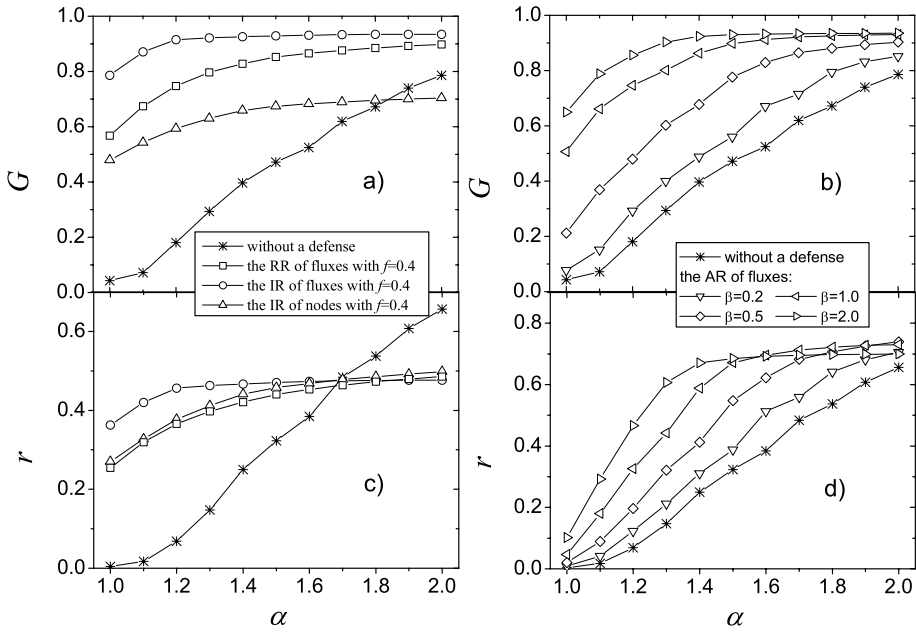 1.0
0.8
0.6
0.4
0.2
0.0
G
a)
without a defense
the RR of fluxes with f=0.4
the IR of fluxes with f=0.4
the IR of nodes with f=0.4
0.6
0.4
0.2
0.0
r
c)
1.0 1.2 1.4 1.6 1.8 2.0
α
1.0
0.8
0.6
0.4
0.2
0.0
G
b)
without a defense
the AR of fluxes:
β=0.2 β=1.0
β=0.5 β=2.0
0.8
0.6
0.4
0.2
0.0
r
d)
1.0 1.2 1.4 1.6 1.8 2.0
α